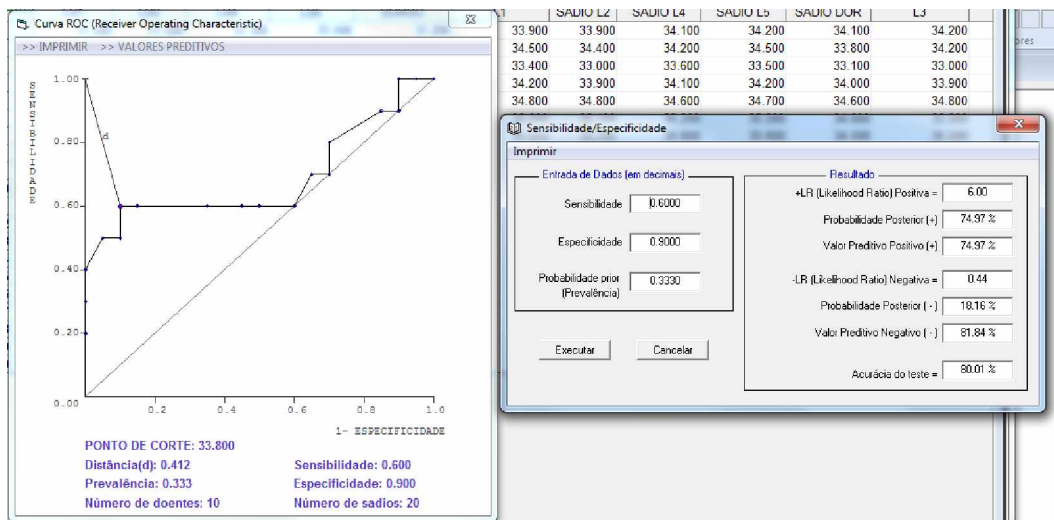 Curva ROC (Receiver Operating Characteristic)
>> IMPRIMIR >> VALORES PREDITIVOS
SENSIBILIDADE
1.00
0.80
0.60
0.40
0.20
0.00
d
0.2 0.4 0.6 0.8 1.0
1- ESPECIFICIDADE
PONTO DE CORTE: 33.800
Distância(d): 0.412 Sensibilidade: 0.600
Prevalência: 0.333 Especificidade: 0.900
Número de doentes: 10 Número de sadios: 20
SADIO L2 SADIO L4 SADIO L5 SADIO DOR L3
33.900 33.900 34.100 34.200 34.100 34.200
34.500 34.400 34.200 34.500 33.800 34.200
33.400 33.000 33.600 33.500 33.100 33.000
34.200 33.900 34.100 34.200 34.000 33.900
34.800 34.800 34.600 34.700 34.600 34.800
Sensibilidade/Especificidade
Imprimir
Entrada de Dados (em decimais)
Sensibilidade 0.6000
Especificidade 0.9000
Probabilidade prior
(Prevalência) 0.3330
Executar Cancelar
Resultado
+LR (Likelihood Ratio) Positiva = 6.00
Probabilidade Posterior (+) 74.97 %
Valor Preditivo Positivo (+) 74.97 %
-LR (Likelihood Ratio) Negativa = 0.44
Probabilidade Posterior ( - ) 18.16 %
Valor Preditivo Negativo ( - ) 81.84 %
Acurácia do teste = 80.01 %